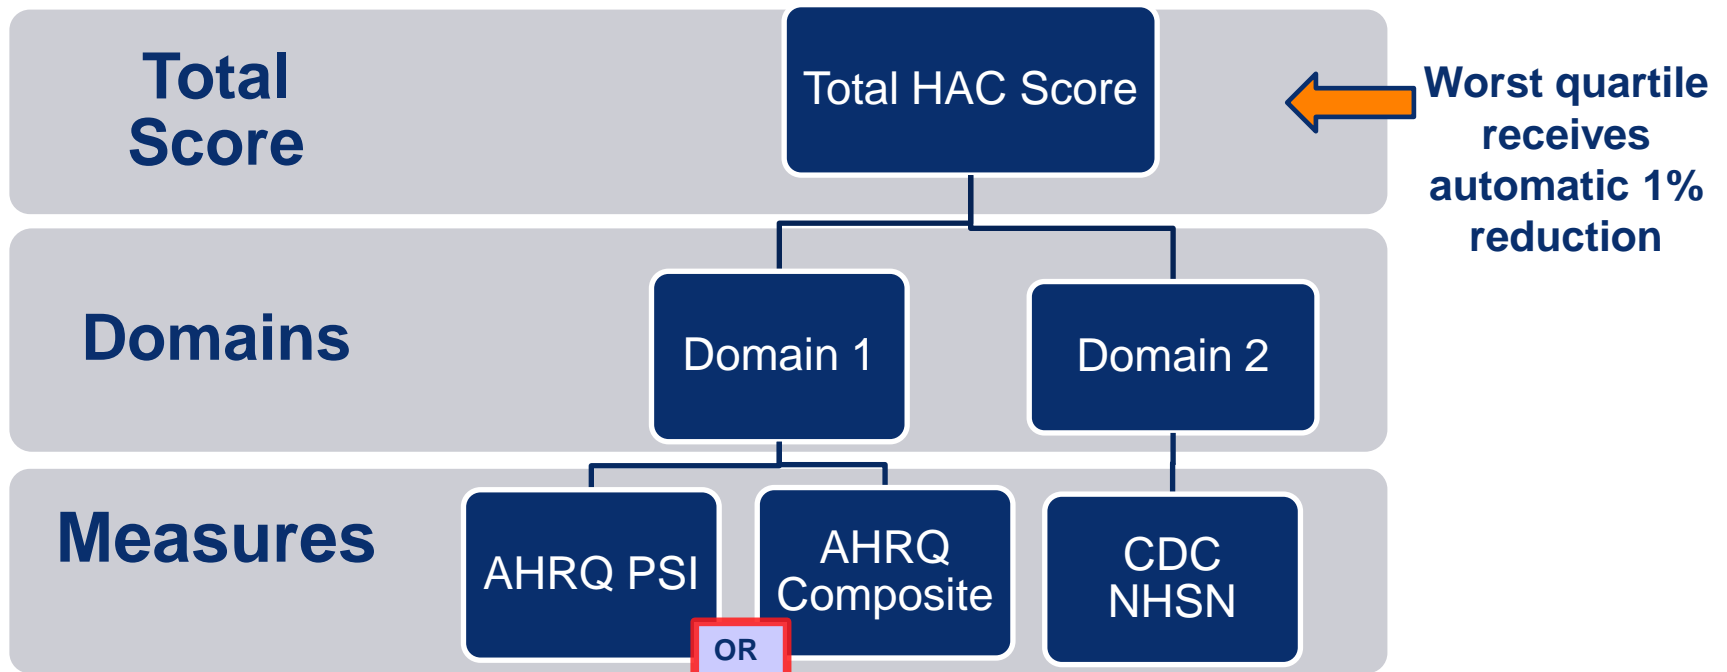 Total
Score
Total HAC Score
Worst quartile
receives
automatic 1%
reduction
Domains
Domain 1
Domain 2
Measures
AHRQ PSI
OR
AHRQ
Composite
CDC
NHSN